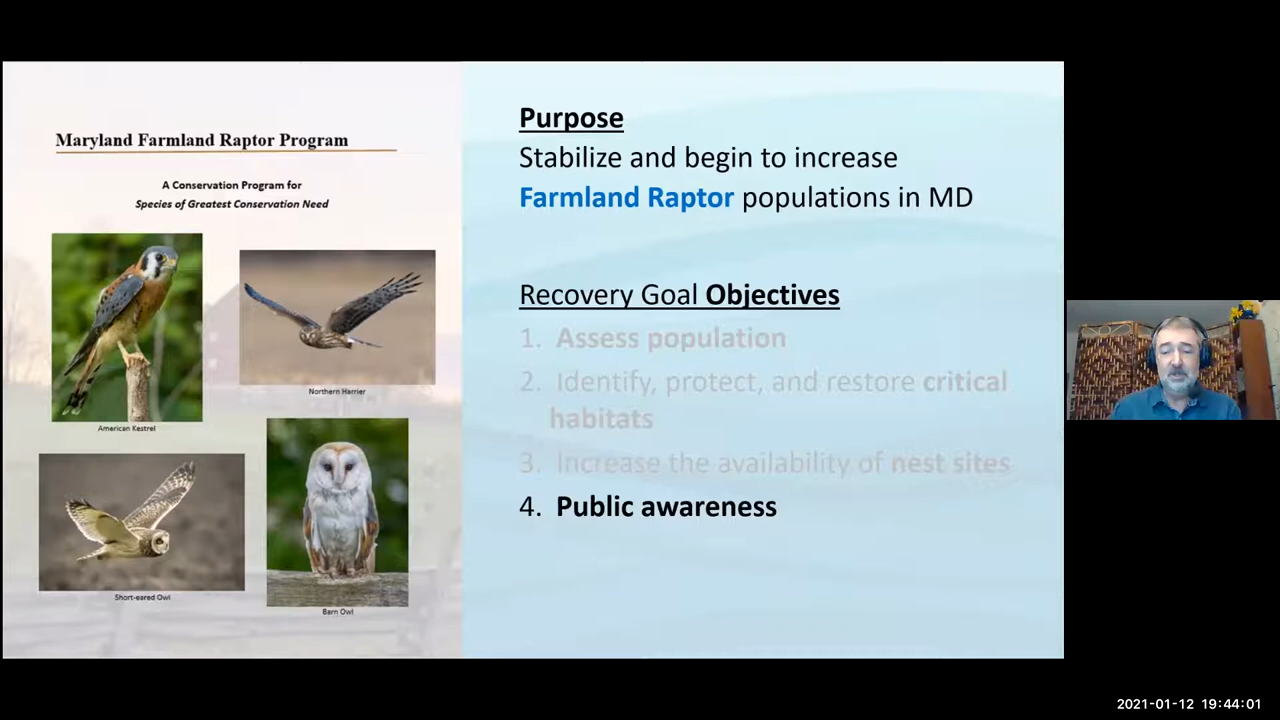 Maryland Farmland Raptor Program
A Conservation Program for
Species of Greatest Conservation Need
American Kestrel
Northern Harrier
Short-eared Owl
Barn Owl
Purpose
Stabilize and begin to increase
Farmland Raptor populations in MD
Recovery Goal Objectives
1. Assess population
2. Identify, protect, and restore critical
habitats
3. Increase the availability of nest sites
4. Public awareness
2021-01-12 19:44:01